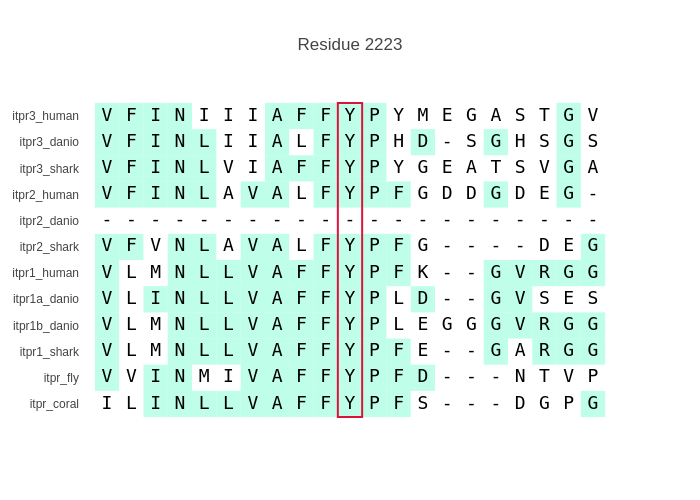 Residue 2223
itpr3_human V F I N I I I A F F Y P Y M E G A S T G V
itpr3_danio V F I N L I I A L F Y P H D - S G H S G S
itpr3_shark V F I N L V I A F F Y P Y G E A T S V G A
itpr2_human V F I N L A V A L F Y P F G D D G D E G -
itpr2_danio - - - - - - - - - - - - - - - - - - - - -
itpr2_shark V F V N L A V A L F Y P F G - - - - D E G
itpr1_human V L M N L L V A F F Y P F K - - G V R G G
itpr1a_danio V L I N L L V A F F Y P L D - - G V S E S
itpr1b_danio V L M N L L V A F F Y P L E G G G V R G G
itpr1_shark V L M N L L V A F F Y P F E - - G A R G G
itpr_fly V V I N M I V A F F Y P F D - - - N T V P
itpr_coral I L I N L L V A F F Y P F S - - - D G P G